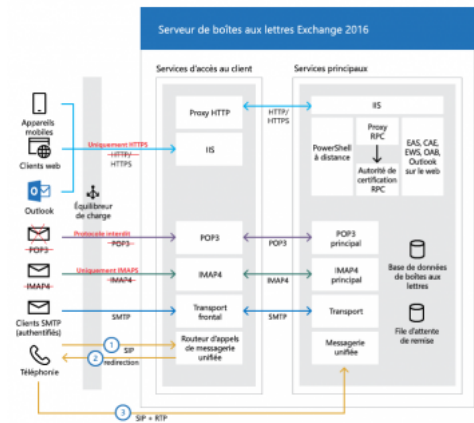 Serveur de boîtes aux lettres Exchange 2016
Services d'accès au client
Services principaux
Appareils
mobiles
Clients web
Outlook
POP3
IMAP4
Clients SMTP
(authentifiés)
Téléphonie
Équilibreur
de charge
Uniquement HTTPS
HTTP/
HTTPS
Protocole interdit
POP3
Uniquement IMAPS
IMAP4
SMTP
1
SIP
2
redirection
3
SIP + RTP
Proxy HTTP
IIS
POP3
IMAP4
Transport
frontal
Routeur d'appels
de messagerie
unifiée
HTTP/
HTTPS
POP3
IMAP4
SMTP
IIS
PowerShell
à distance
Proxy
RPC
Autorité de
certification
RPC
EAS, CAE,
EWS, OAB,
Outlook
sur le web
POP3
principal
IMAP4
principal
Transport
Messagerie
unifiée
Base de données
de boîtes aux
lettres
File d'attente
de remise